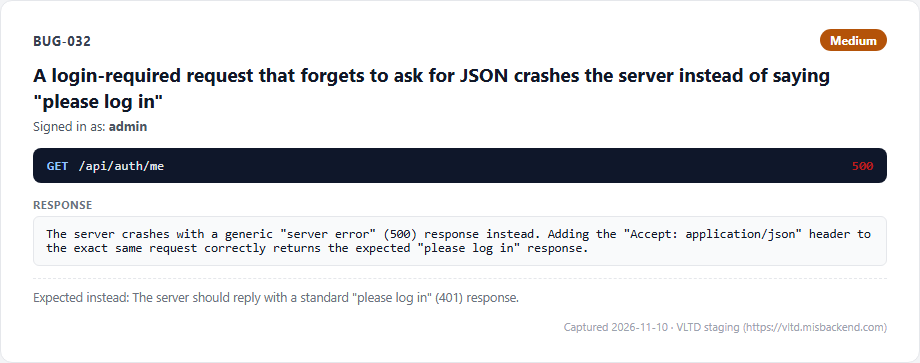 BUG-032
Medium
A login-required request that forgets to ask for JSON crashes the server instead of saying
"please log in"
Signed in as: admin
GET /api/auth/me
500
RESPONSE
The server crashes with a generic "server error" (500) response instead. Adding the "Accept: application/json" header to
the exact same request correctly returns the expected "please log in" response.
Expected instead: The server should reply with a standard "please log in" (401) response.
Captured 2026-11-10 · VLTD staging (https://vltd.misbackend.com)